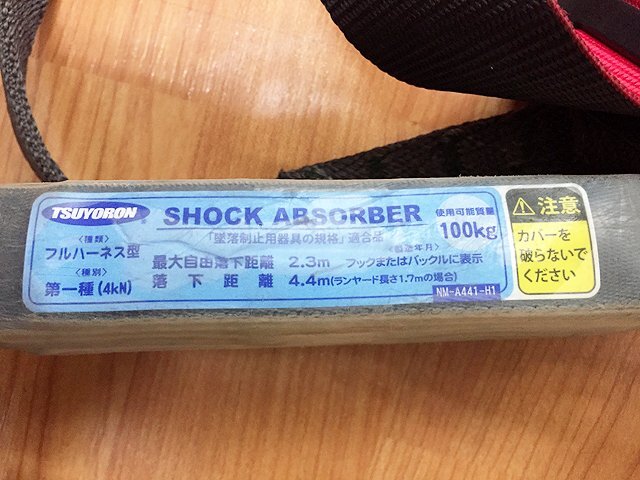 TSUYORON
SHOCK ABSORBER
使用可能質量
100kg
〈種類〉
フルハーネス型
〈種別〉
第一種(4kN)
「墜落制止用器具の規格」適合品
〈製造年月〉
最大自由落下距離 2.3m フックまたはバックルに表示
落下距離 4.4m(ランヤード長さ1.7mの場合)
NM-A441-H1
注意
カバーを
破らないで
ください